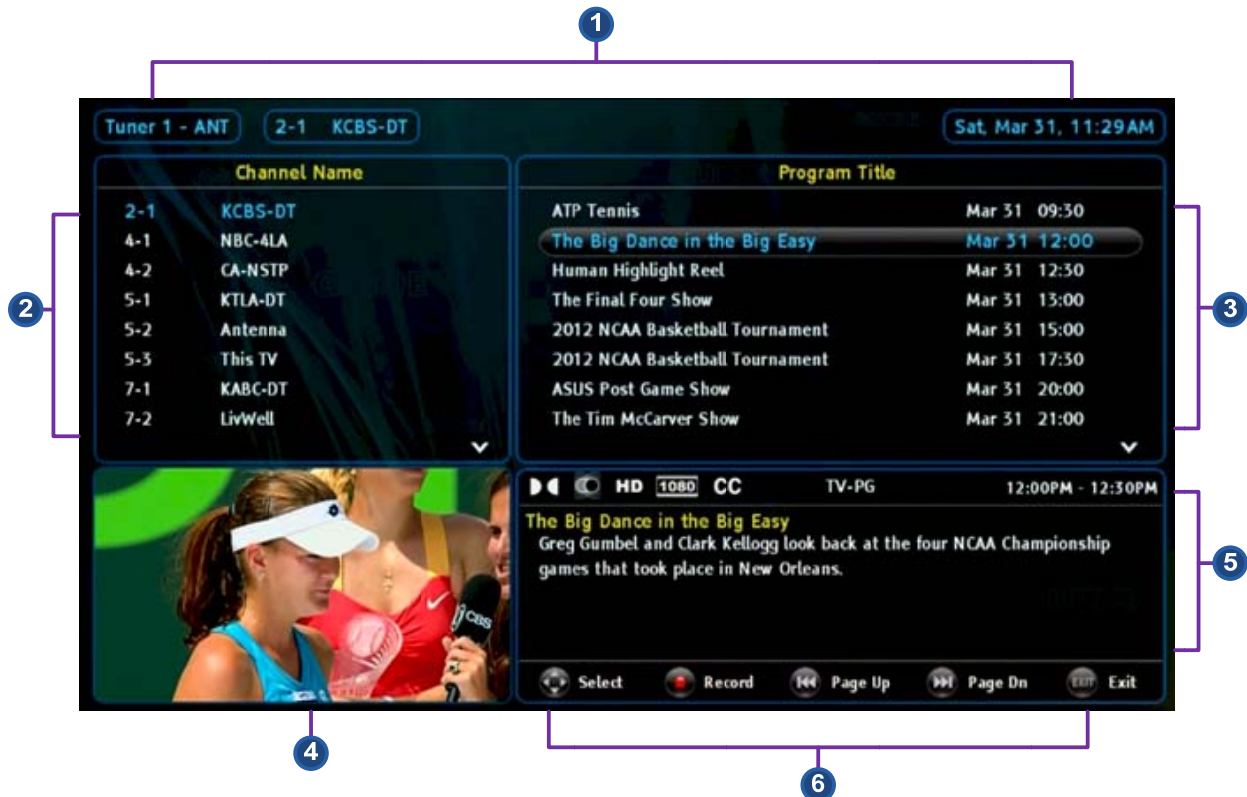 1
Tuner 1 - ANT 2-1 KCBS-DT Sat, Mar 31, 11:29AM
Channel Name
2-1 KCBS-DT
4-1 NBC-4LA
4-2 CA-NSTP
5-1 KTLA-DT
5-2 Antenna
5-3 This TV
7-1 KABC-DT
7-2 LivWell
2
Program Title
ATP Tennis Mar 31 09:30
The Big Dance in the Big Easy Mar 31 12:00
Human Highlight Reel Mar 31 12:30
The Final Four Show Mar 31 13:00
2012 NCAA Basketball Tournament Mar 31 15:00
2012 NCAA Basketball Tournament Mar 31 17:30
ASUS Post Game Show Mar 31 20:00
The Tim McCarver Show Mar 31 21:00
3
CBS
4
HD 1080 CC TV-PG 12:00PM - 12:30PM
The Big Dance in the Big Easy
Greg Gumbel and Clark Kellogg look back at the four NCAA Championship
games that took place in New Orleans.
5
Select Record Page Up Page Dn EXIT Exit
6